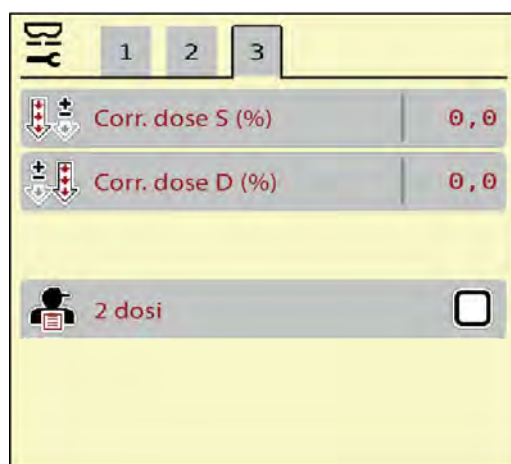 1 2 3
Corr. dose S (%) 0,0
Corr. dose D (%) 0,0
2 dosi